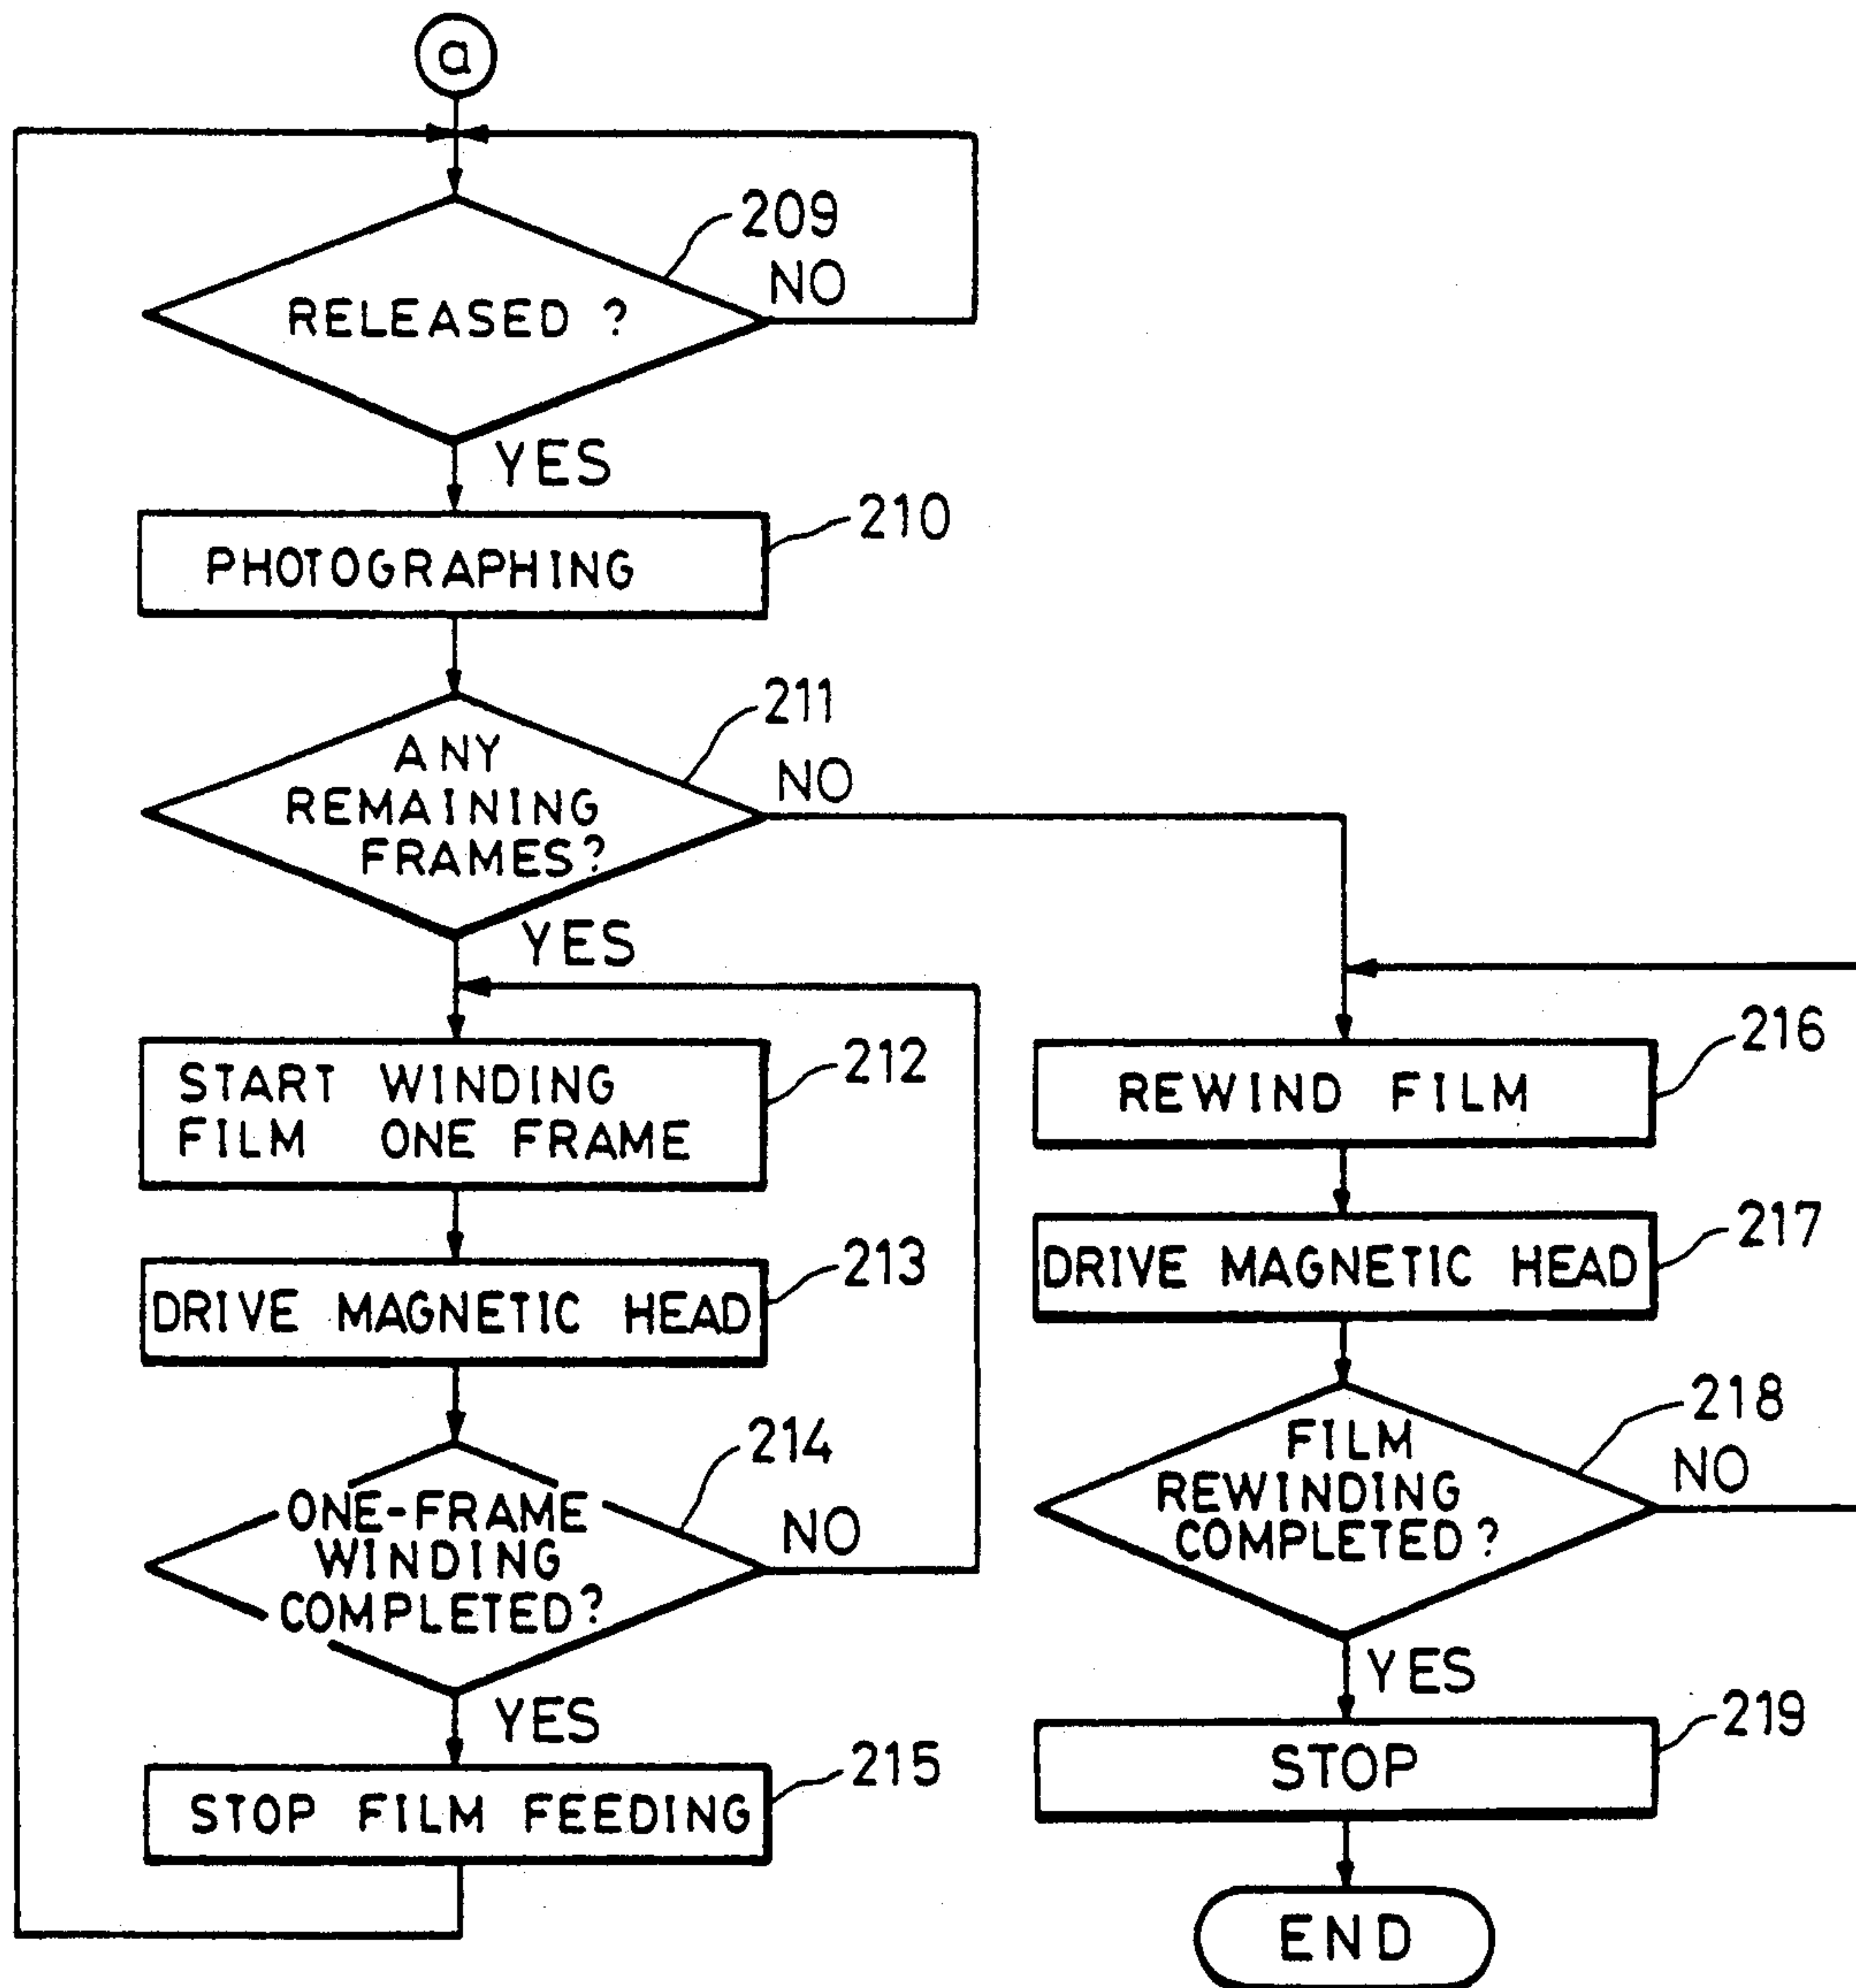 a
209
NO
RELEASED ?
YES
210
PHOTOGRAPHING
211
NO
ANY
REMAINING
FRAMES?
YES
212
START WINDING
FILM ONE FRAME
213
DRIVE MAGNETIC HEAD
214
NO
ONE-FRAME
WINDING
COMPLETED?
YES
215
STOP FILM FEEDING
216
REWIND FILM
217
DRIVE MAGNETIC HEAD
218
NO
FILM
REWINDING
COMPLETED?
YES
219
STOP
END